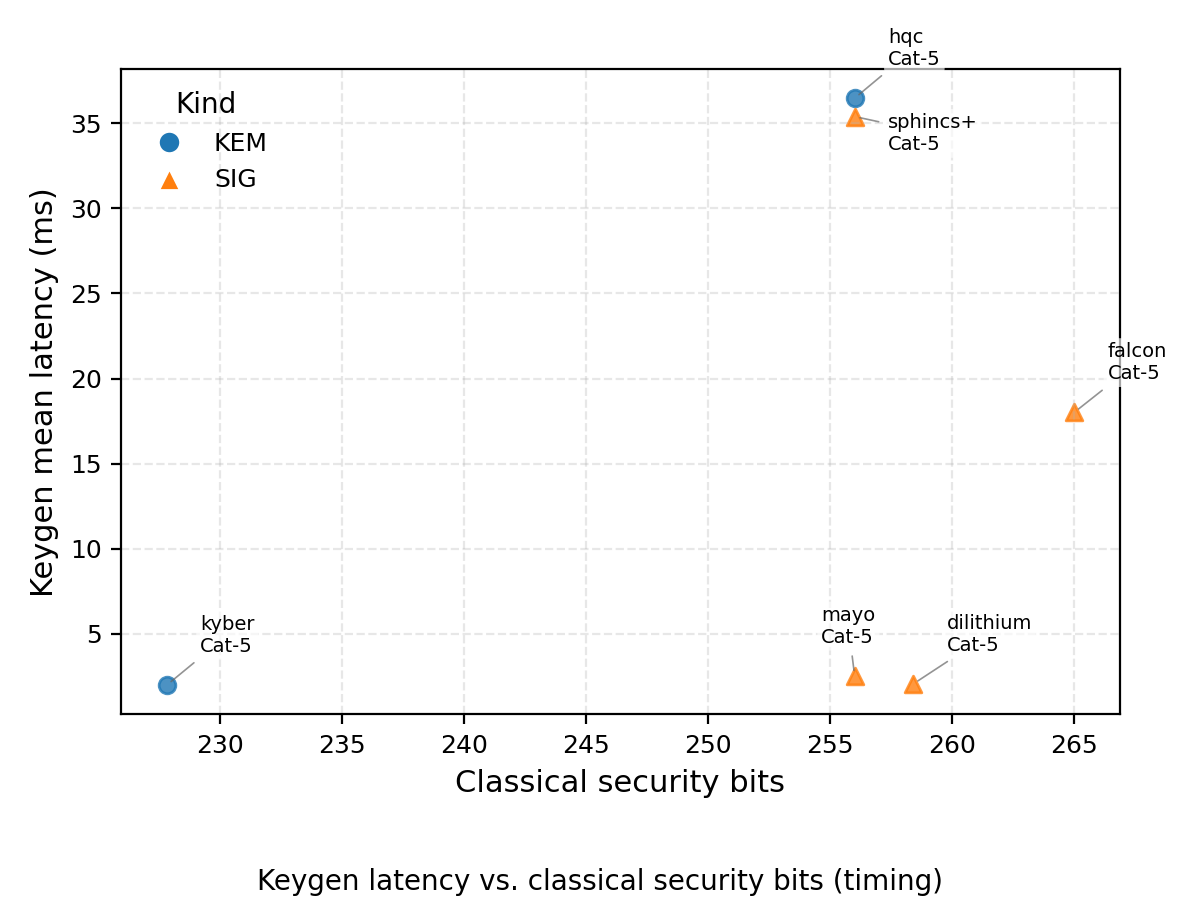 hqc
Cat-5
Kind
KEM
SIG
sphincs+
Cat-5
falcon
Cat-5
kyber
Cat-5
mayo
Cat-5
dilithium
Cat-5
35
30
25
20
15
10
5
Keygen mean latency (ms)
230 235 240 245 250 255 260 265
Classical security bits
Keygen latency vs. classical security bits (timing)